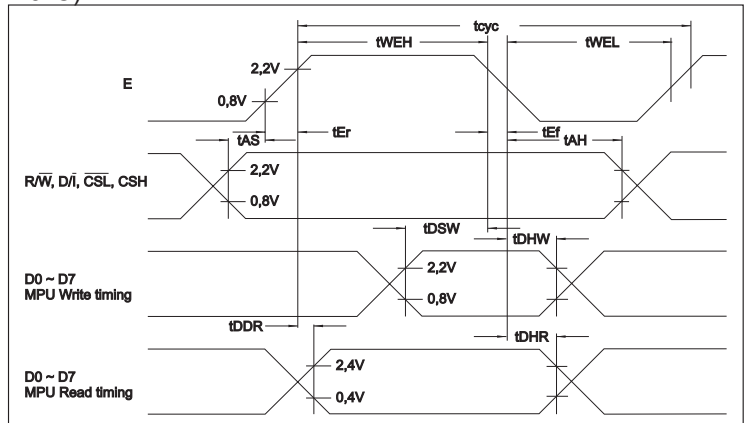 tcyc
tWEH tWEL
2,2V
E
0,8V
tAS tEr tEf tAH
R/W̅, D/I̅, C̅S̅L̅, CSH
2,2V
0,8V
tDSW tDHW
D0 ~ D7
MPU Write timing
2,2V
0,8V
tDDR tDHR
D0 ~ D7
MPU Read timing
2,4V
0,4V